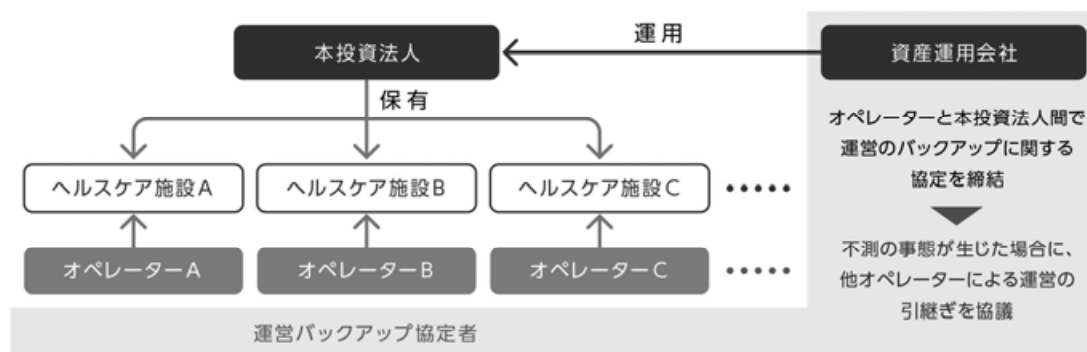 本投資法人
運用
資産運用会社
保有
ヘルスケア施設A
ヘルスケア施設B
ヘルスケア施設C
•••••
オペレーターA
オペレーターB
オペレーターC
•••••
運営バックアップ協定者
オペレーターと本投資法人間で
運営のバックアップに関する
協定を締結
不測の事態が生じた場合に、
他オペレーターによる運営の
引継ぎを協議